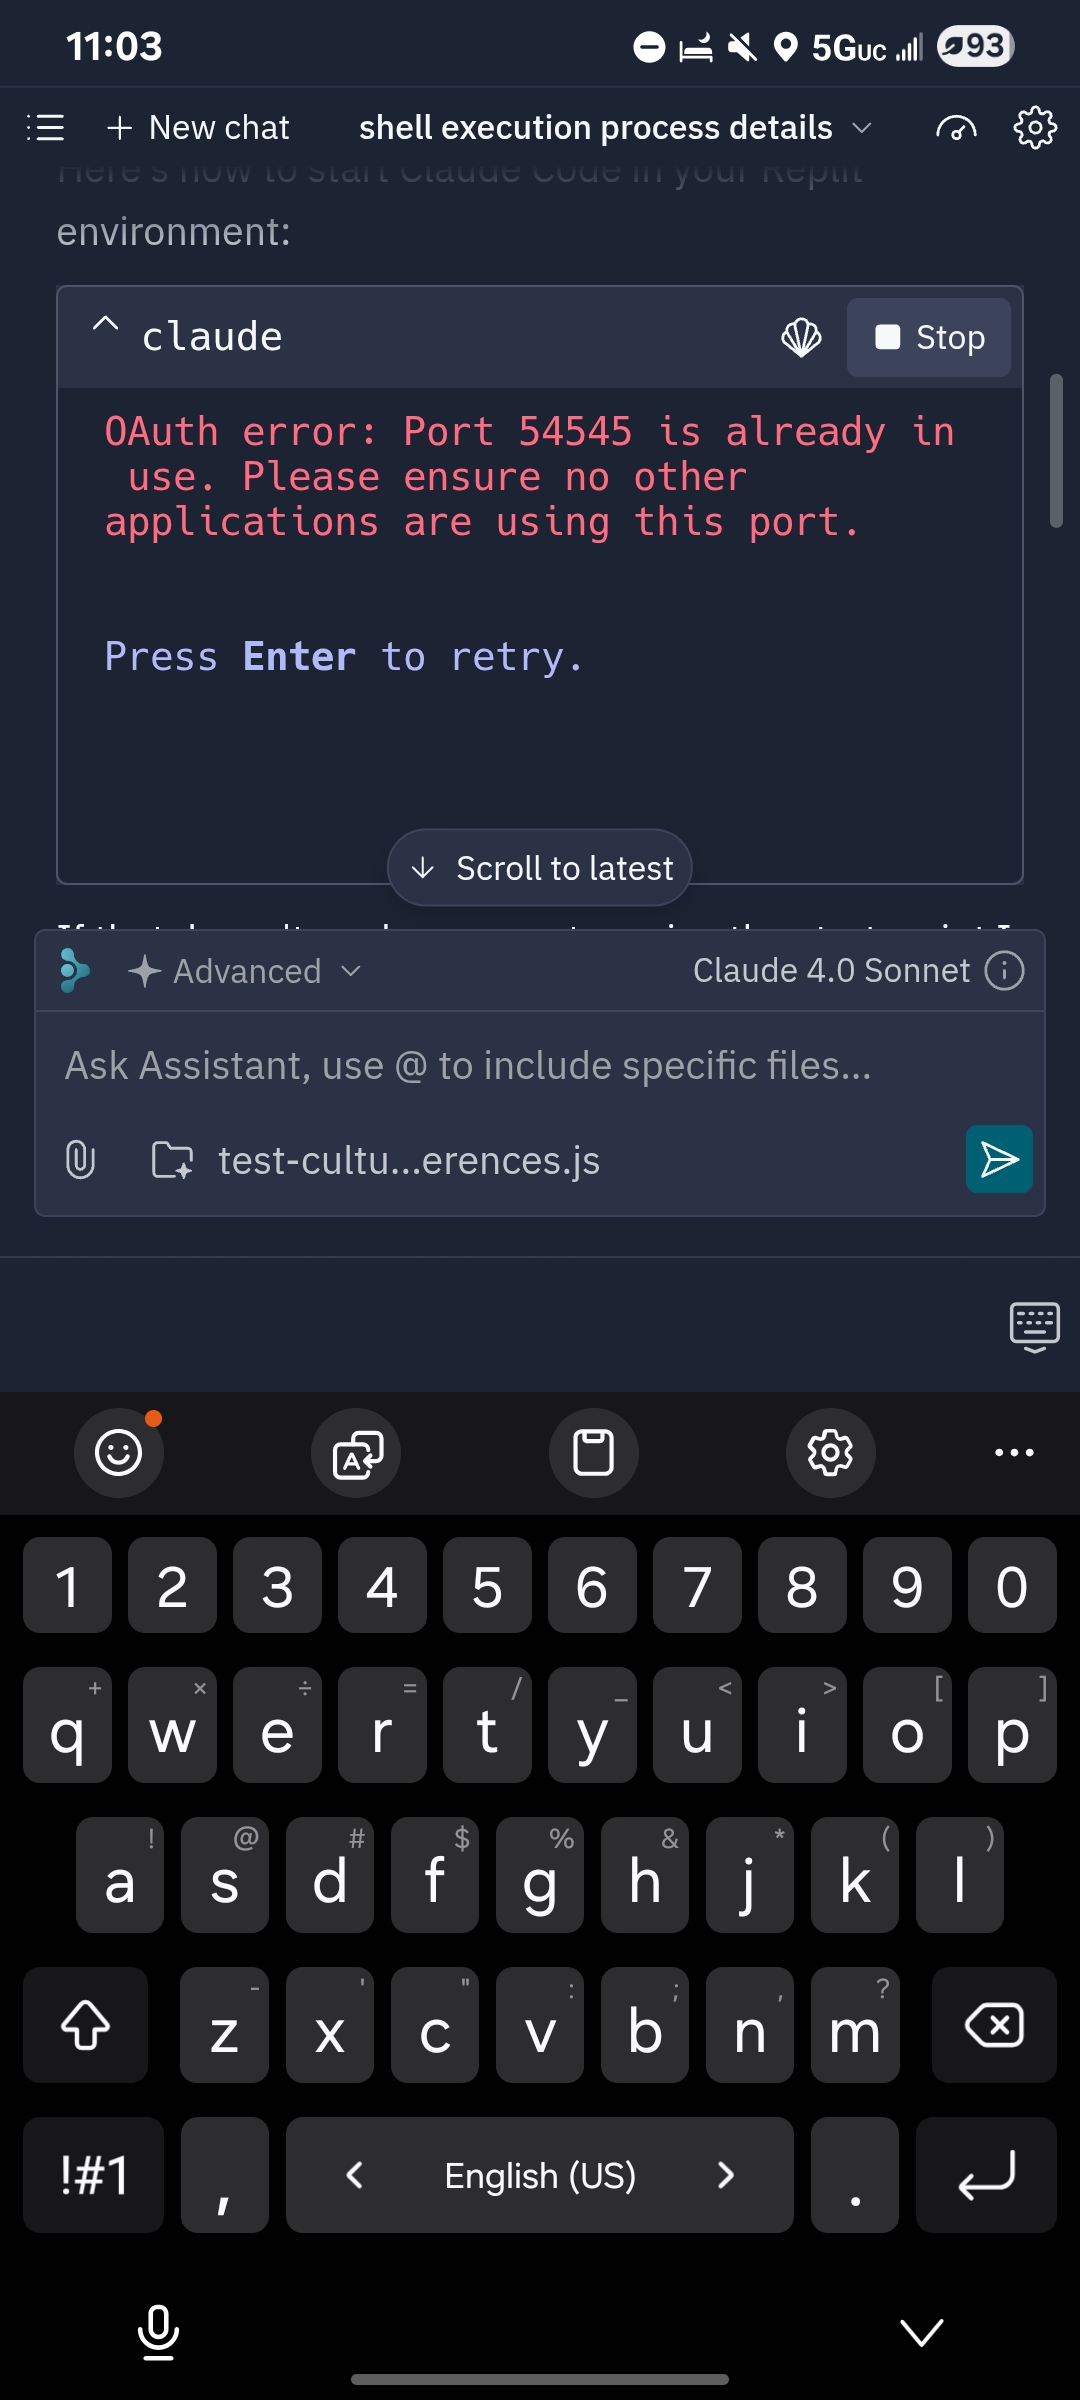 11:03
5GUC
93
New chat
shell execution process details
Here's how to start Claude Code in your Replit
environment:
claude
Stop
OAuth error: Port 54545 is already in
use. Please ensure no other
applications are using this port.
Press Enter to retry.
Scroll to latest
Advanced
Claude 4.0 Sonnet
Ask Assistant, use @ to include specific files...
test-cultu...erences.js
1 2 3 4 5 6 7 8 9 0
+ × ÷ = / _ < > [ ]
q w e r t y u i o p
! @ # $ % & * ( )
a s d f g h j k l
- ' " : ; , ?
z x c v b n m
!#1 , < English (US) > .